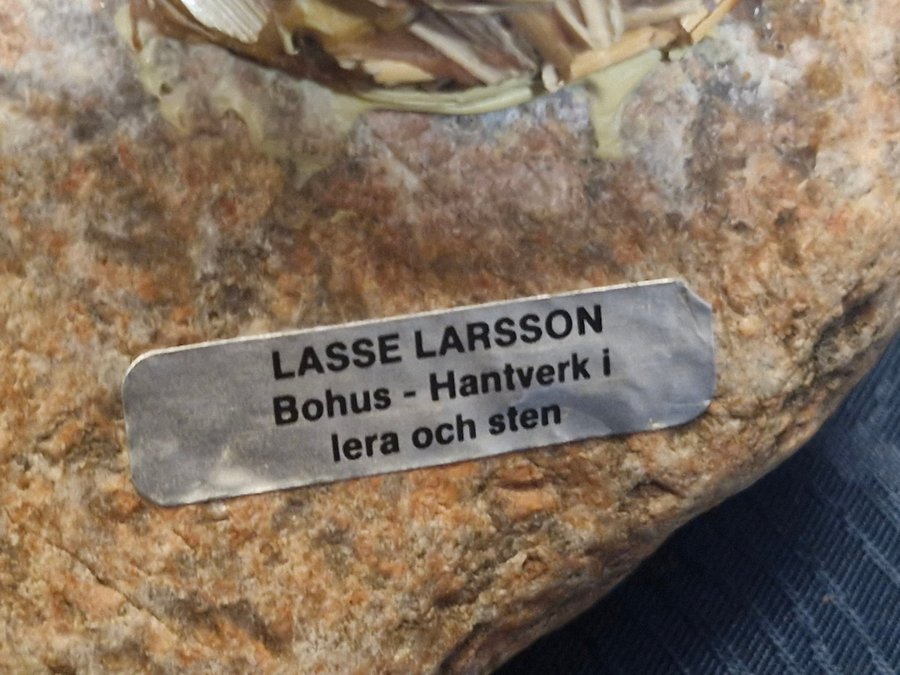 LASSE LARSSON
Bohus - Hantverk i
lera och sten